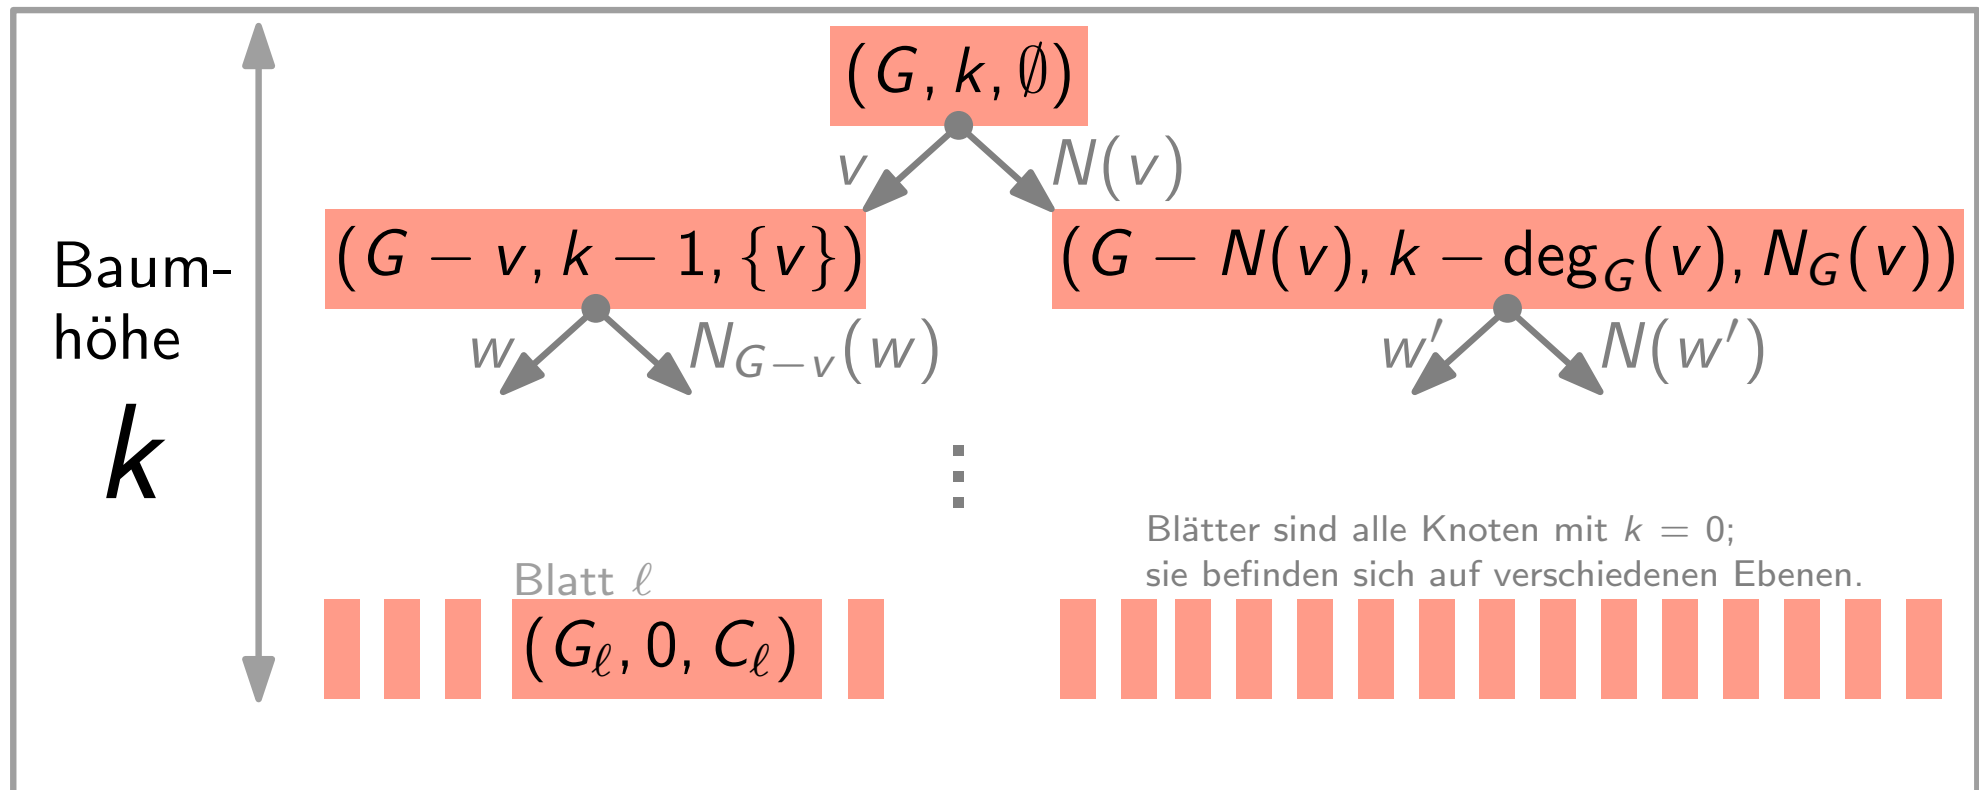 (G, k, ∅)
v
N(v)
(G − v, k − 1, {v})
(G − N(v), k − deg_G(v), N_G(v))
Baum-
höhe
k
w
N_{G−v}(w)
w′
N(w′)
Blätter sind alle Knoten mit k = 0;
sie befinden sich auf verschiedenen Ebenen.
Blatt ℓ
(G_ℓ, 0, C_ℓ)